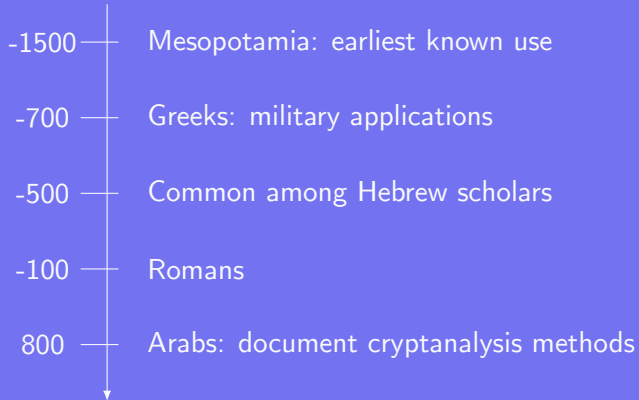 -1500 Mesopotamia: earliest known use
-700 Greeks: military applications
-500 Common among Hebrew scholars
-100 Romans
800 Arabs: document cryptanalysis methods